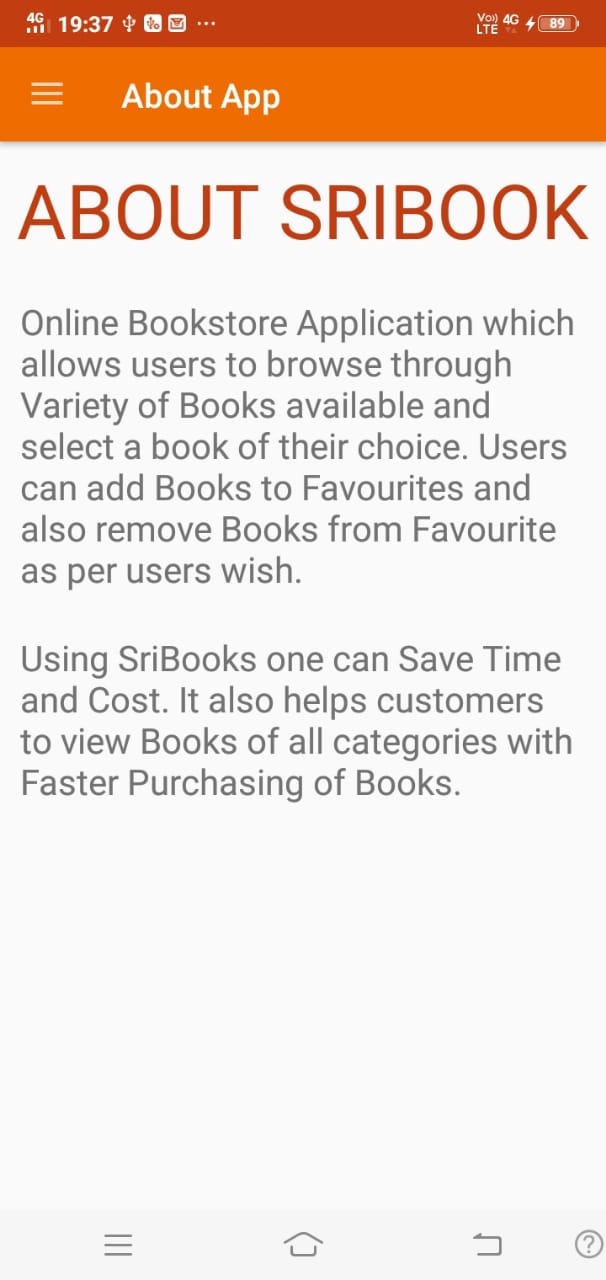 4G 19:37 ... Vo) 4G 89
LTE
About App
ABOUT SRIBOOK
Online Bookstore Application which
allows users to browse through
Variety of Books available and
select a book of their choice. Users
can add Books to Favourites and
also remove Books from Favourite
as per users wish.
Using SriBooks one can Save Time
and Cost. It also helps customers
to view Books of all categories with
Faster Purchasing of Books.
?